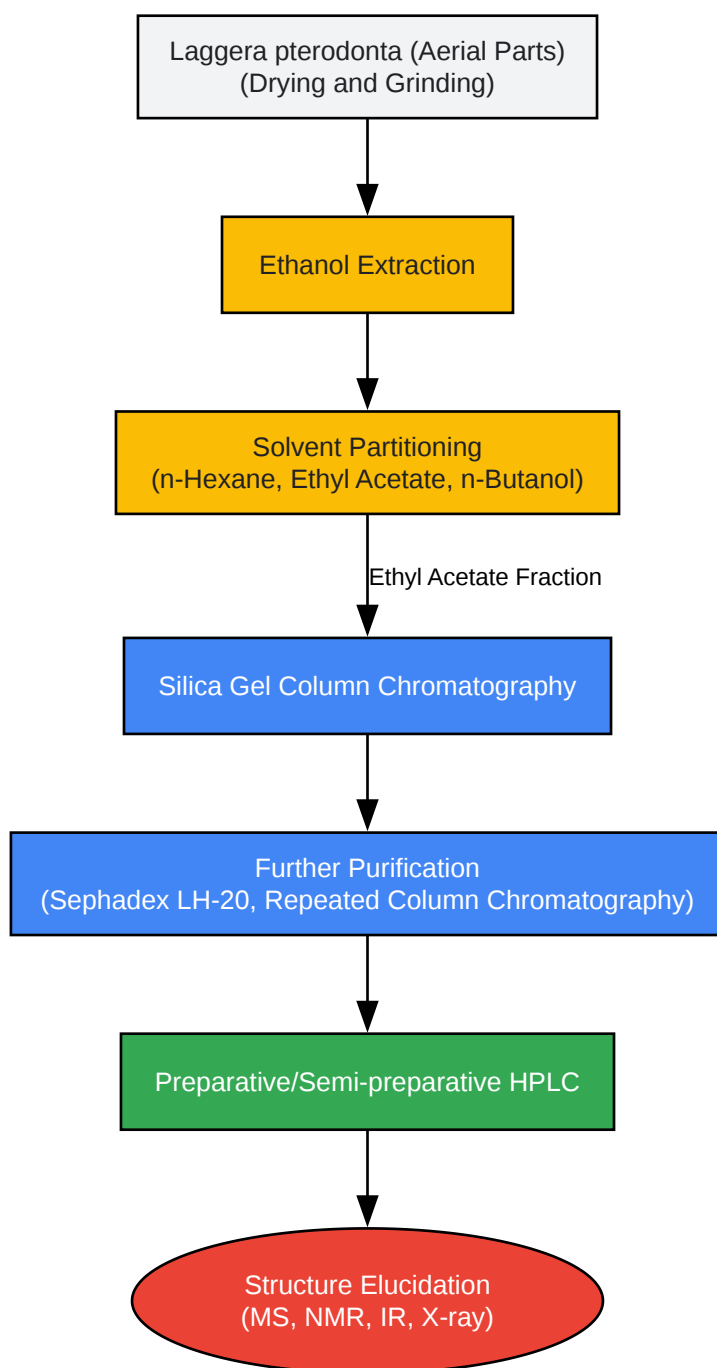 Laggera pterodonta (Aerial Parts)
(Drying and Grinding)
Ethanol Extraction
Solvent Partitioning
(n-Hexane, Ethyl Acetate, n-Butanol)
Ethyl Acetate Fraction
Silica Gel Column Chromatography
Further Purification
(Sephadex LH-20, Repeated Column Chromatography)
Preparative/Semi-preparative HPLC
Structure Elucidation
(MS, NMR, IR, X-ray)